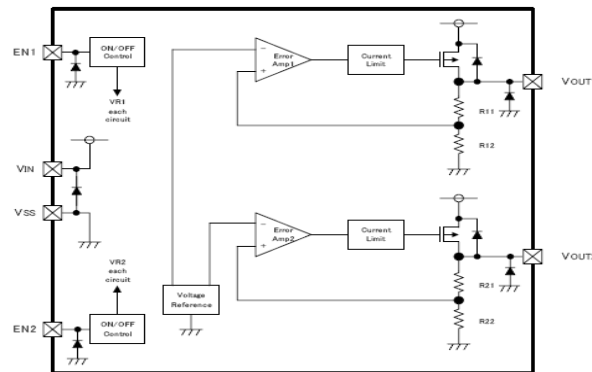 EN1
ON/OFF
Control
VR1
each
circuit
VIN
VSS
VR2
each
circuit
EN2
ON/OFF
Control
Voltage
Reference
−
+
Error
Amp1
Current
Limit
VOUT
R11
R12
−
+
Error
Amp2
Current
Limit
VOUT
R21
R22